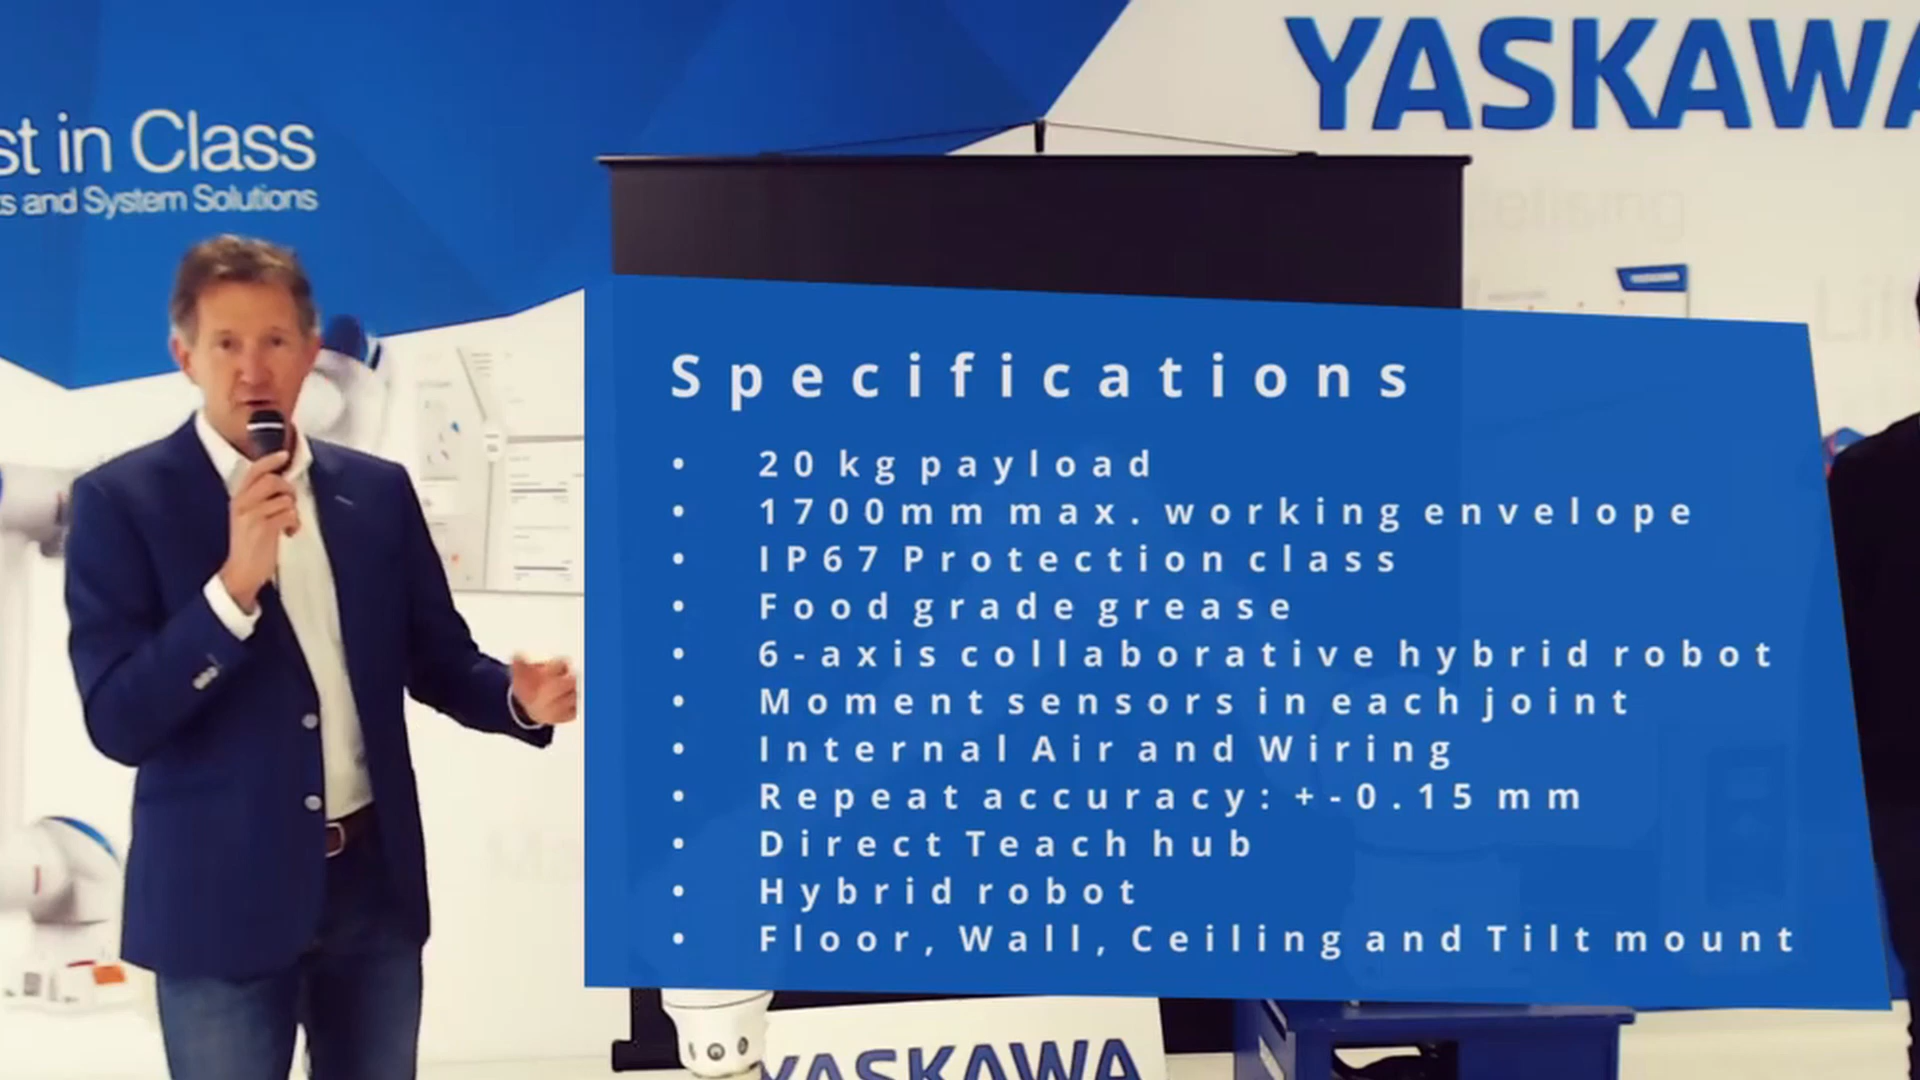 YASKAWA
st in Class
ts and System Solutions
Specifications
• 20 kg payload
• 1700mm max. working envelope
• IP67 Protection class
• Food grade grease
• 6-axis collaborative hybrid robot
• Moment sensors in each joint
• Internal Air and Wiring
• Repeat accuracy: +-0.15 mm
• Direct Teach hub
• Hybrid robot
• Floor, Wall, Ceiling and Tilt mount
YASKAWA